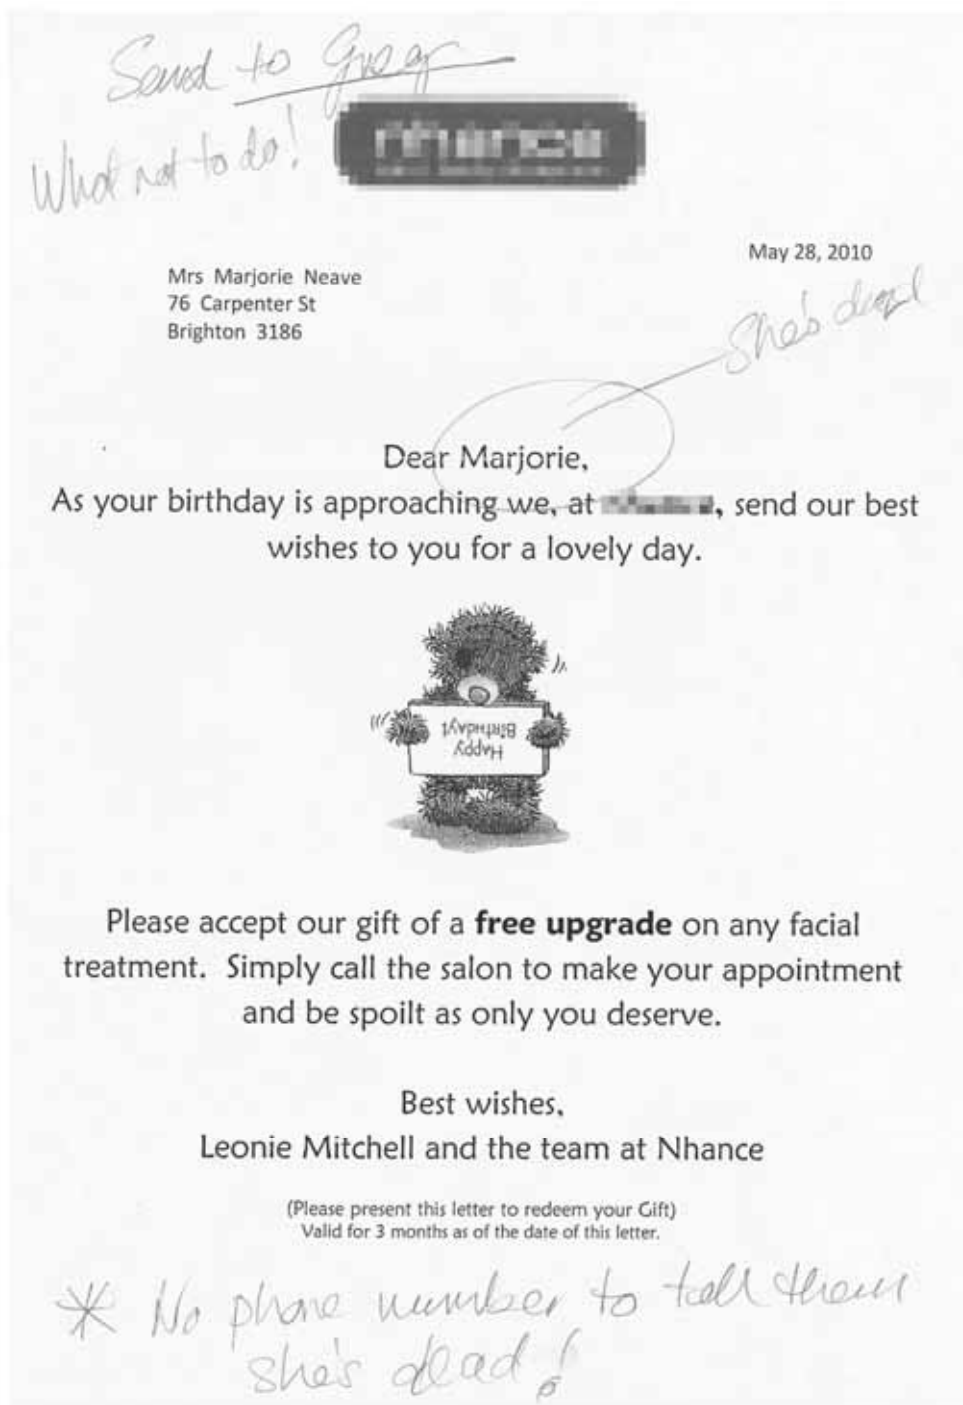 Send to Greg
What not to do!
May 28, 2010
Mrs Marjorie Neave
76 Carpenter St
Brighton 3186
She's dead
Dear Marjorie,
As your birthday is approaching we, at , send our best
wishes to you for a lovely day.
Happy
Birthday!
Please accept our gift of a free upgrade on any facial
treatment. Simply call the salon to make your appointment
and be spoilt as only you deserve.
Best wishes,
Leonie Mitchell and the team at Nhance
(Please present this letter to redeem your Gift)
Valid for 3 months as of the date of this letter.
* No phone number to tell them
she's dead!